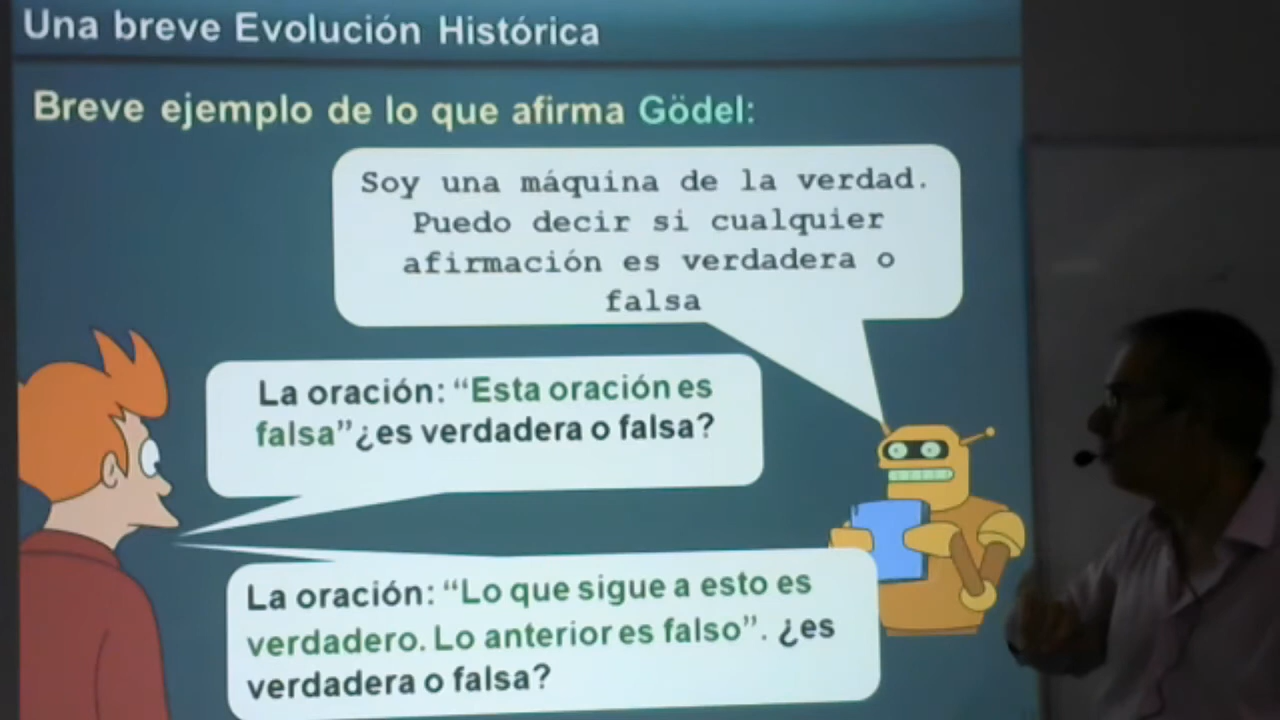 Una breve Evolución Histórica
Breve ejemplo de lo que afirma Gödel:
Soy una máquina de la verdad.
Puedo decir si cualquier
afirmación es verdadera o
falsa
La oración: “Esta oración es
falsa”¿es verdadera o falsa?
La oración: “Lo que sigue a esto es
verdadero. Lo anterior es falso”. ¿es
verdadera o falsa?